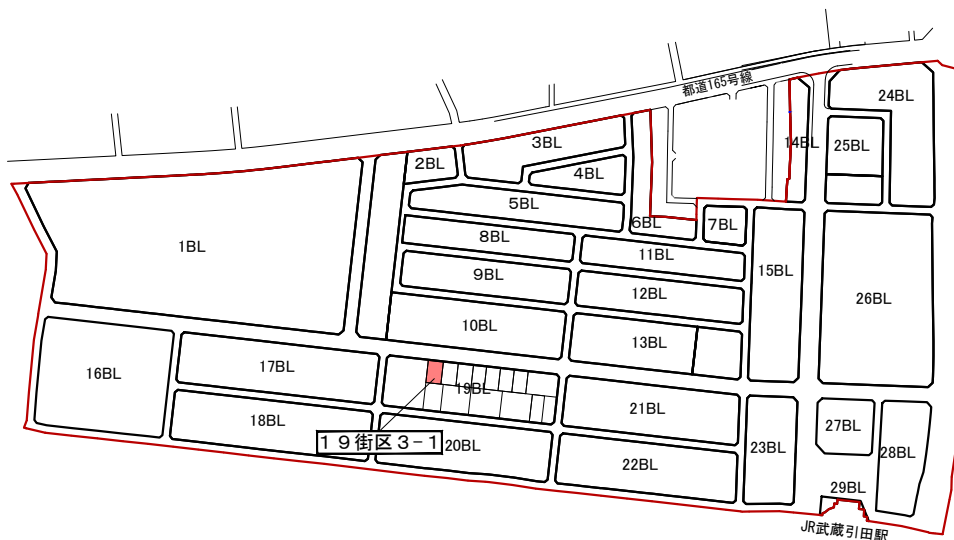 都道165号線
24BL
3BL
14BL
25BL
2BL
4BL
5BL
6BL
7BL
8BL
1BL
11BL
9BL
15BL
12BL
26BL
10BL
13BL
17BL
16BL
19BL
21BL
18BL
27BL
１９街区３-１
20BL
23BL
28BL
22BL
29BL
JR武蔵引田駅